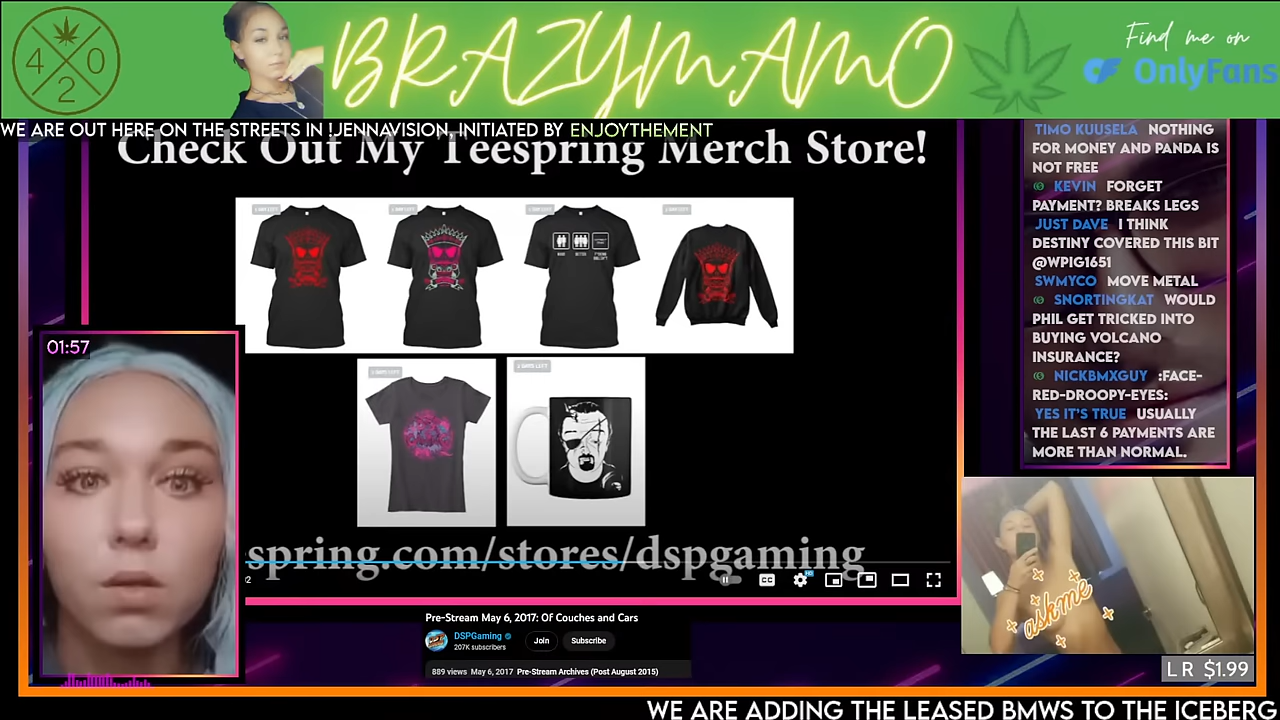 4 2 0
BRAZYMAMO
Find me on
OnlyFans
WE ARE OUT HERE ON THE STREETS IN !JENNAVISION, INITIATED BY ENJOYTHEMENT
Check Out My Teespring Merch Store!
TIMO KUUSELA NOTHING
FOR MONEY AND PANDA IS
NOT FREE
KEVIN FORGET
PAYMENT? BREAKS LEGS
JUST DAVE I THINK
DESTINY COVERED THIS BIT
@WPIG1651
SWMYCO MOVE METAL
SNORTINGKAT WOULD
PHIL GET TRICKED INTO
BUYING VOLCANO
INSURANCE?
NICKBMXGUY :FACE-
RED-DROOPY-EYES:
YES IT'S TRUE USUALLY
THE LAST 6 PAYMENTS ARE
MORE THAN NORMAL.
01:57
spring.com/stores/dspgaming
CC
HD
askme
Pre-Stream May 6, 2017: Of Couches and Cars
DSPGaming
207K subscribers
Join
Subscribe
889 views May 6, 2017 Pre-Stream Archives (Post August 2015)
LR $1.99
WE ARE ADDING THE LEASED BMWS TO THE ICEBERG